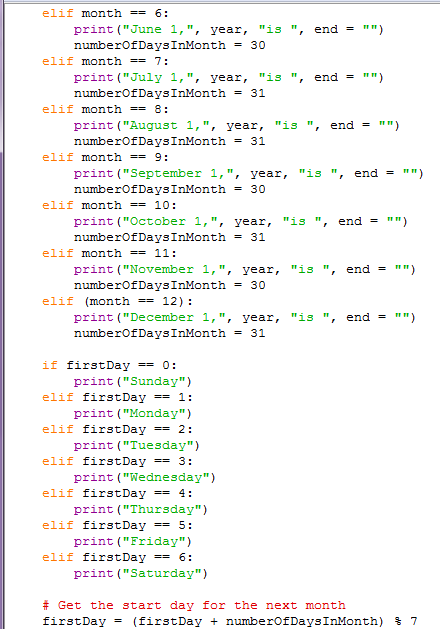 elif month == 6:
print("June 1,", year, "is ", end = "")
numberOfDaysInMonth = 30
elif month == 7:
print("July 1,", year, "is ", end = "")
numberOfDaysInMonth = 31
elif month == 8:
print("August 1,", year, "is ", end = "")
numberOfDaysInMonth = 31
elif month == 9:
print("September 1,", year, "is ", end = "")
numberOfDaysInMonth = 30
elif month == 10:
print("October 1,", year, "is ", end = "")
numberOfDaysInMonth = 31
elif month == 11:
print("November 1,", year, "is ", end = "")
numberOfDaysInMonth = 30
elif (month == 12):
print("December 1,", year, "is ", end = "")
numberOfDaysInMonth = 31
if firstDay == 0:
print("Sunday")
elif firstDay == 1:
print("Monday")
elif firstDay == 2:
print("Tuesday")
elif firstDay == 3:
print("Wednesday")
elif firstDay == 4:
print("Thursday")
elif firstDay == 5:
print("Friday")
elif firstDay == 6:
print("Saturday")
# Get the start day for the next month
firstDay = (firstDay + numberOfDaysInMonth) % 7